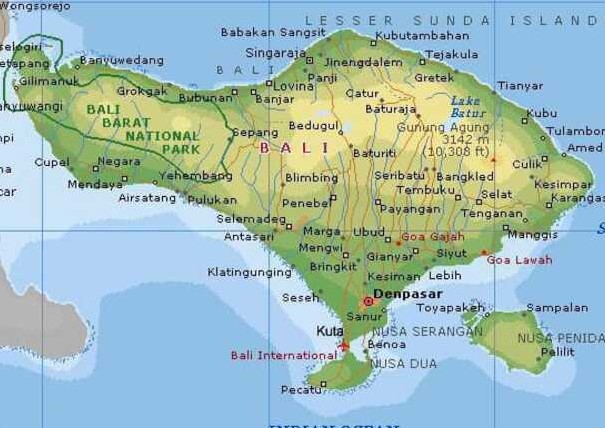 Wongsorejo
LESSER SUNDA ISLAND
Babakan Sangsit
Kubutambahan
Singaraja
Jinengdalem
Tejakula
selogiri
Banyuwedang
BALI
Panji
Gretek
etapang
Gilimanuk
Grokgak
Lovina
Tianyar
Bubunan
Banjar
Catur
Lake
Batur
anyuwangi
BALI
BARAT
NATIONAL
PARK
Baturaja
Kubu
Sepang
Bedugul
Gunung Agung
3142 m
(10,308 ft)
Tulambon
BALI
Amed
Cupel
Negara
Baturiti
Culik
Mendaya
Yehembang
Blimbing
Seribatu
Bangkled
Kesimpar
Airsatang
Pulukan
Penebel
Tembuku
Selat
Karangas
Payangan
Tenganan
Selemadeg
Antasari
Marga
Ubud
Goa Gajah
Manggis
Mengwi
Gianyar
Siyut
Goa Lawah
Klatingunging
Bringkit
Kesiman
Lebih
Seseh
Denpasar
Toyapakeh
Sampalan
Sanur
Kuta
NUSA SERANGAN
NUSA PENIDA
Benoa
Bali International
Pelilit
NUSA DUA
Pecatu
INDIAN OCEAN